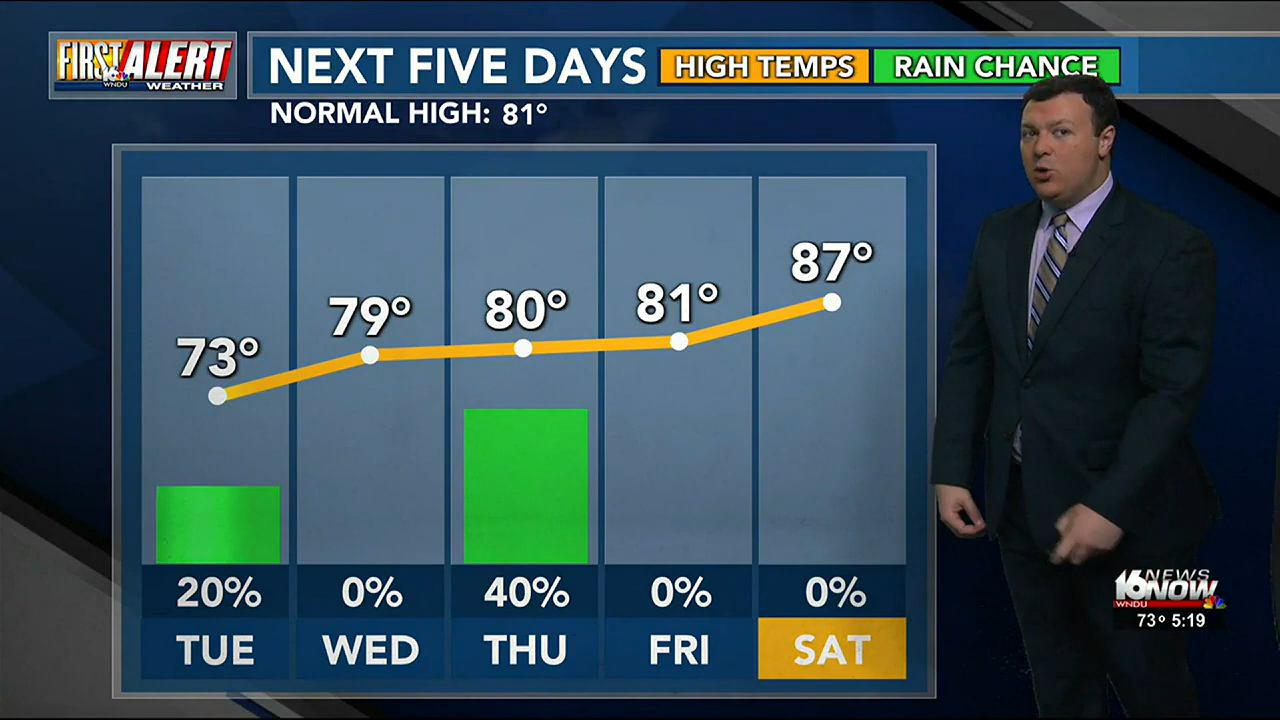 FIRST ALERT
16
WNDU
WEATHER
NEXT FIVE DAYS
HIGH TEMPS
RAIN CHANCE
NORMAL HIGH: 81°
73°
79°
80°
81°
87°
20%
0%
40%
0%
0%
TUE
WED
THU
FRI
SAT
16 NEWS NOW
WNDU
73° 5:19